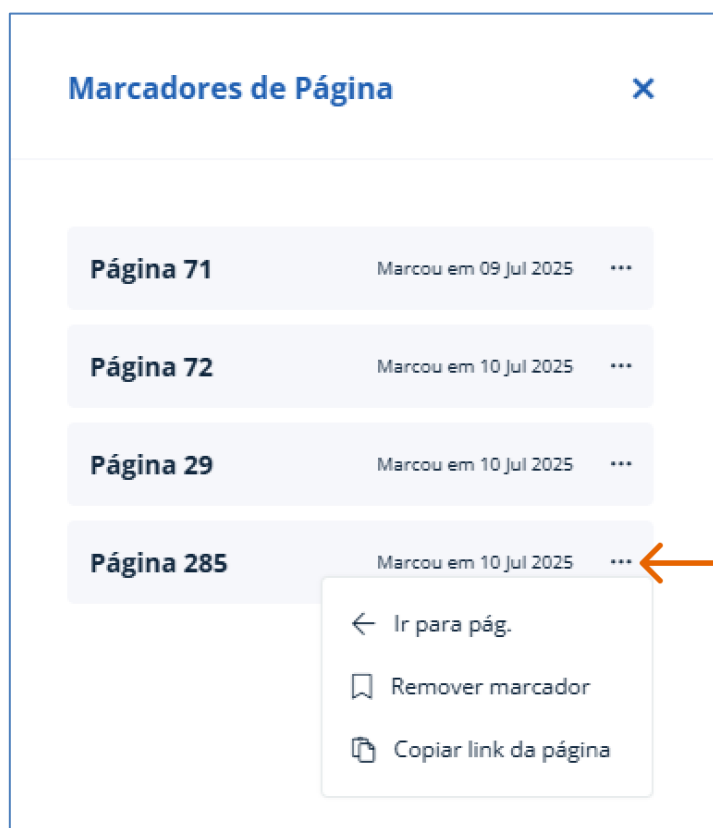 Marcadores de Página
Página 71 Marcou em 09 Jul 2025
Página 72 Marcou em 10 Jul 2025
Página 29 Marcou em 10 Jul 2025
Página 285 Marcou em 10 Jul 2025
Ir para pág.
Remover marcador
Copiar link da página